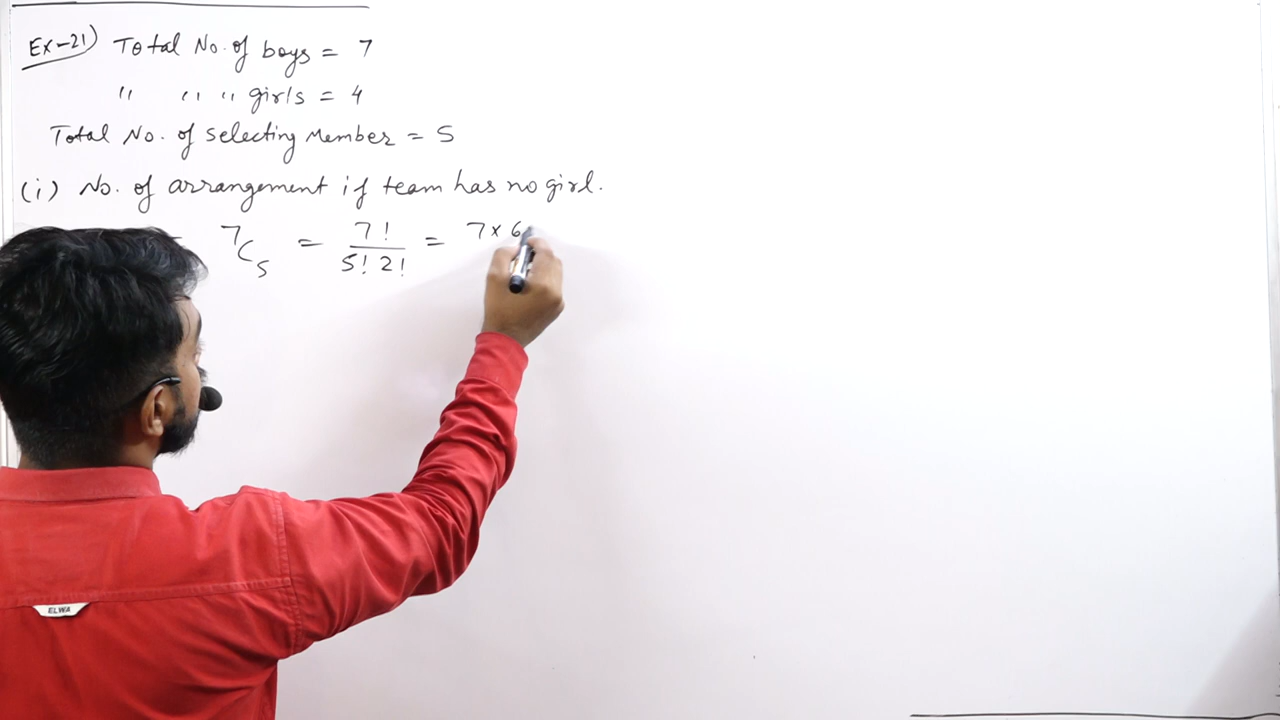 Ex-21) Total No. of boys = 7
〃 〃 〃 girls = 4
Total No. of selecting Member = 5
(i) No. of arrangement if team has no girl.
⁷C₅ = 7!/5! 2! = 7 × 6
ELWA